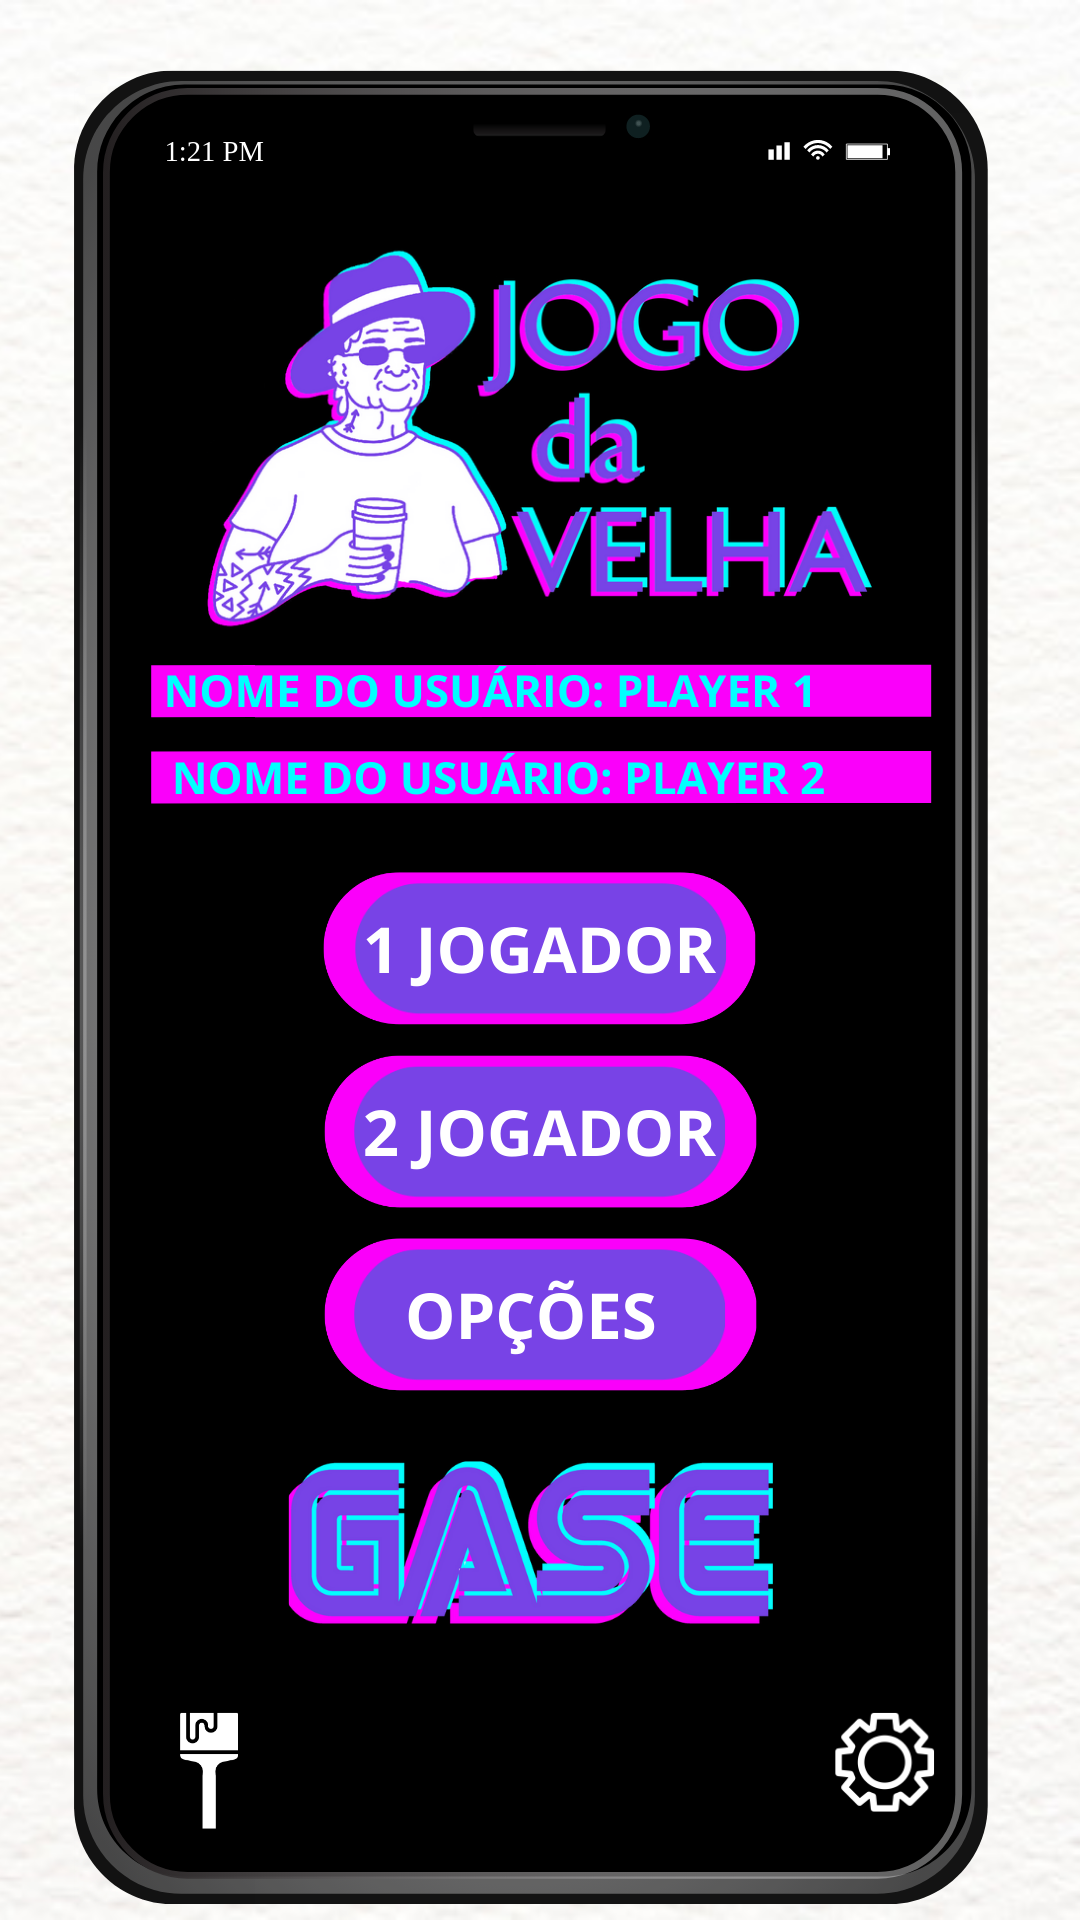 1:21 PM
JOGO
da
VELHA
NOME DO USUÁRIO: PLAYER 1
NOME DO USUÁRIO: PLAYER 2
1 JOGADOR
2 JOGADOR
OPÇÕES
GASE